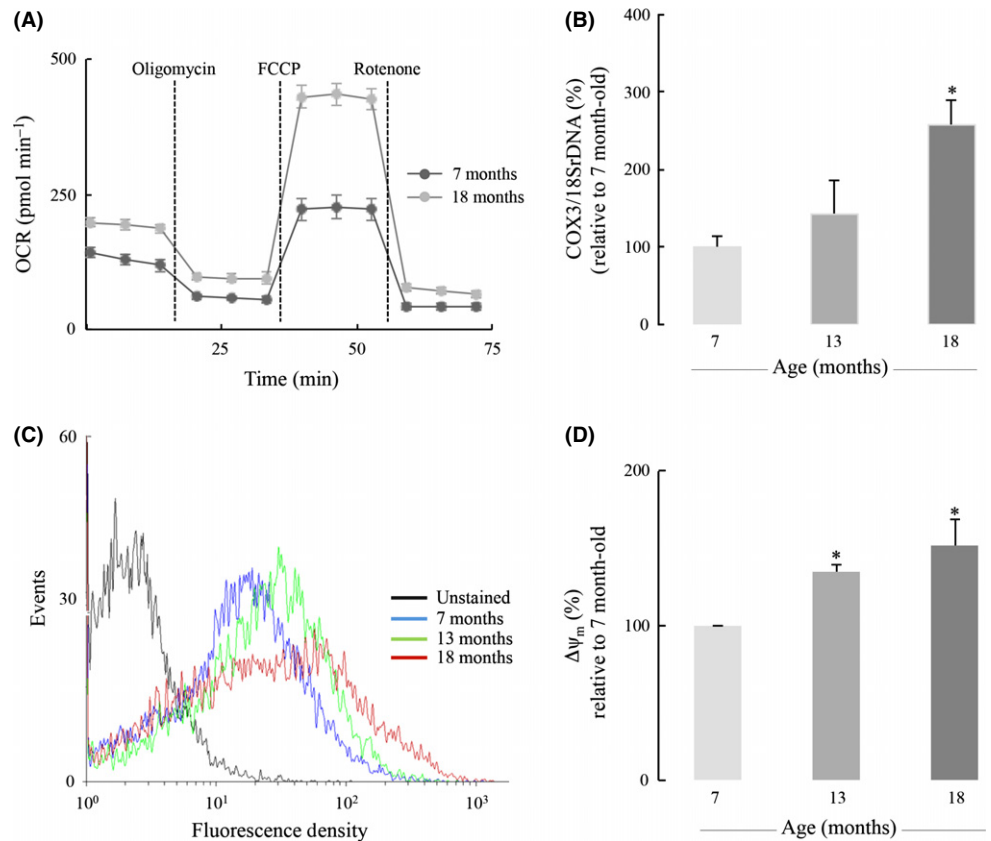 (A)
500
250
0
OCR (pmol min⁻¹)
Oligomycin
FCCP
Rotenone
7 months
18 months
25
50
75
Time (min)
(B)
400
300
200
100
0
COX3/18SrDNA (%)
(relative to 7 month-old)
*
7
13
18
Age (months)
(C)
60
30
0
Events
Unstained
7 months
13 months
18 months
10⁰
10¹
10²
10³
Fluorescence density
(D)
200
100
0
Δψm (%)
relative to 7 month-old
*
*
7
13
18
Age (months)